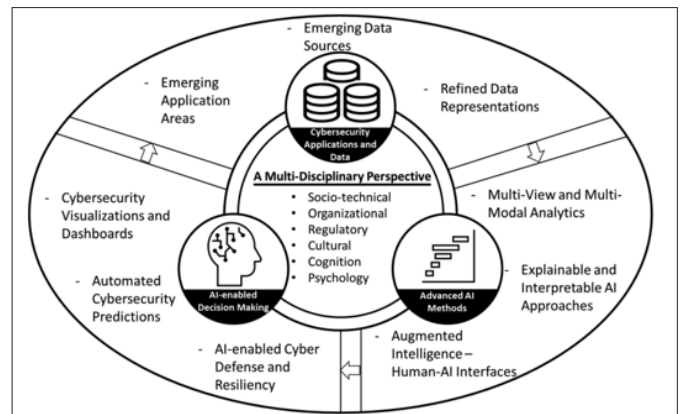 - Emerging Data
Sources
- Emerging
Application
Areas
- Refined Data
Representations
Cybersecurity
Applications and
Data
A Multi-Disciplinary Perspective
• Socio-technical
• Organizational
• Regulatory
• Cultural
• Cognition
• Psychology
- Cybersecurity
Visualizations and
Dashboards
- Multi-View and Multi-
Modal Analytics
- Automated
Cybersecurity
Predictions
AI-enabled
Decision Making
Advanced AI
Methods
- Explainable and
Interpretable AI
Approaches
- AI-enabled Cyber
Defense and
Resiliency
- Augmented
Intelligence –
Human-AI Interfaces